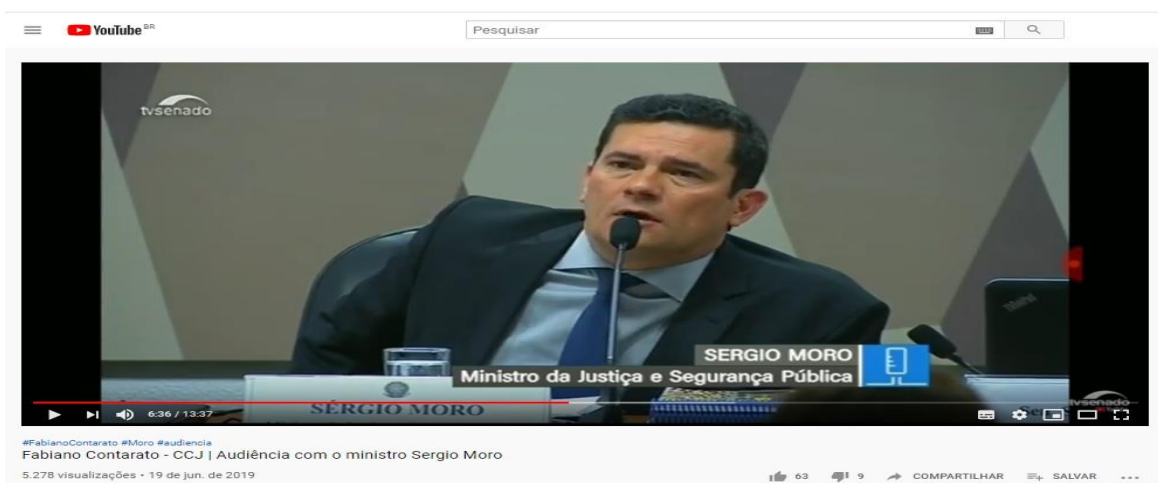 YouTube BR
Pesquisar
tvsenado
SERGIO MORO
Ministro da Justiça e Segurança Pública
SÉRGIO MORO
tvsenado
6:36 / 13:37
#FabianoContarato #Moro #audiencia
Fabiano Contarato - CCJ | Audiência com o ministro Sergio Moro
5.278 visualizações • 19 de jun. de 2019
63 9 COMPARTILHAR SALVAR